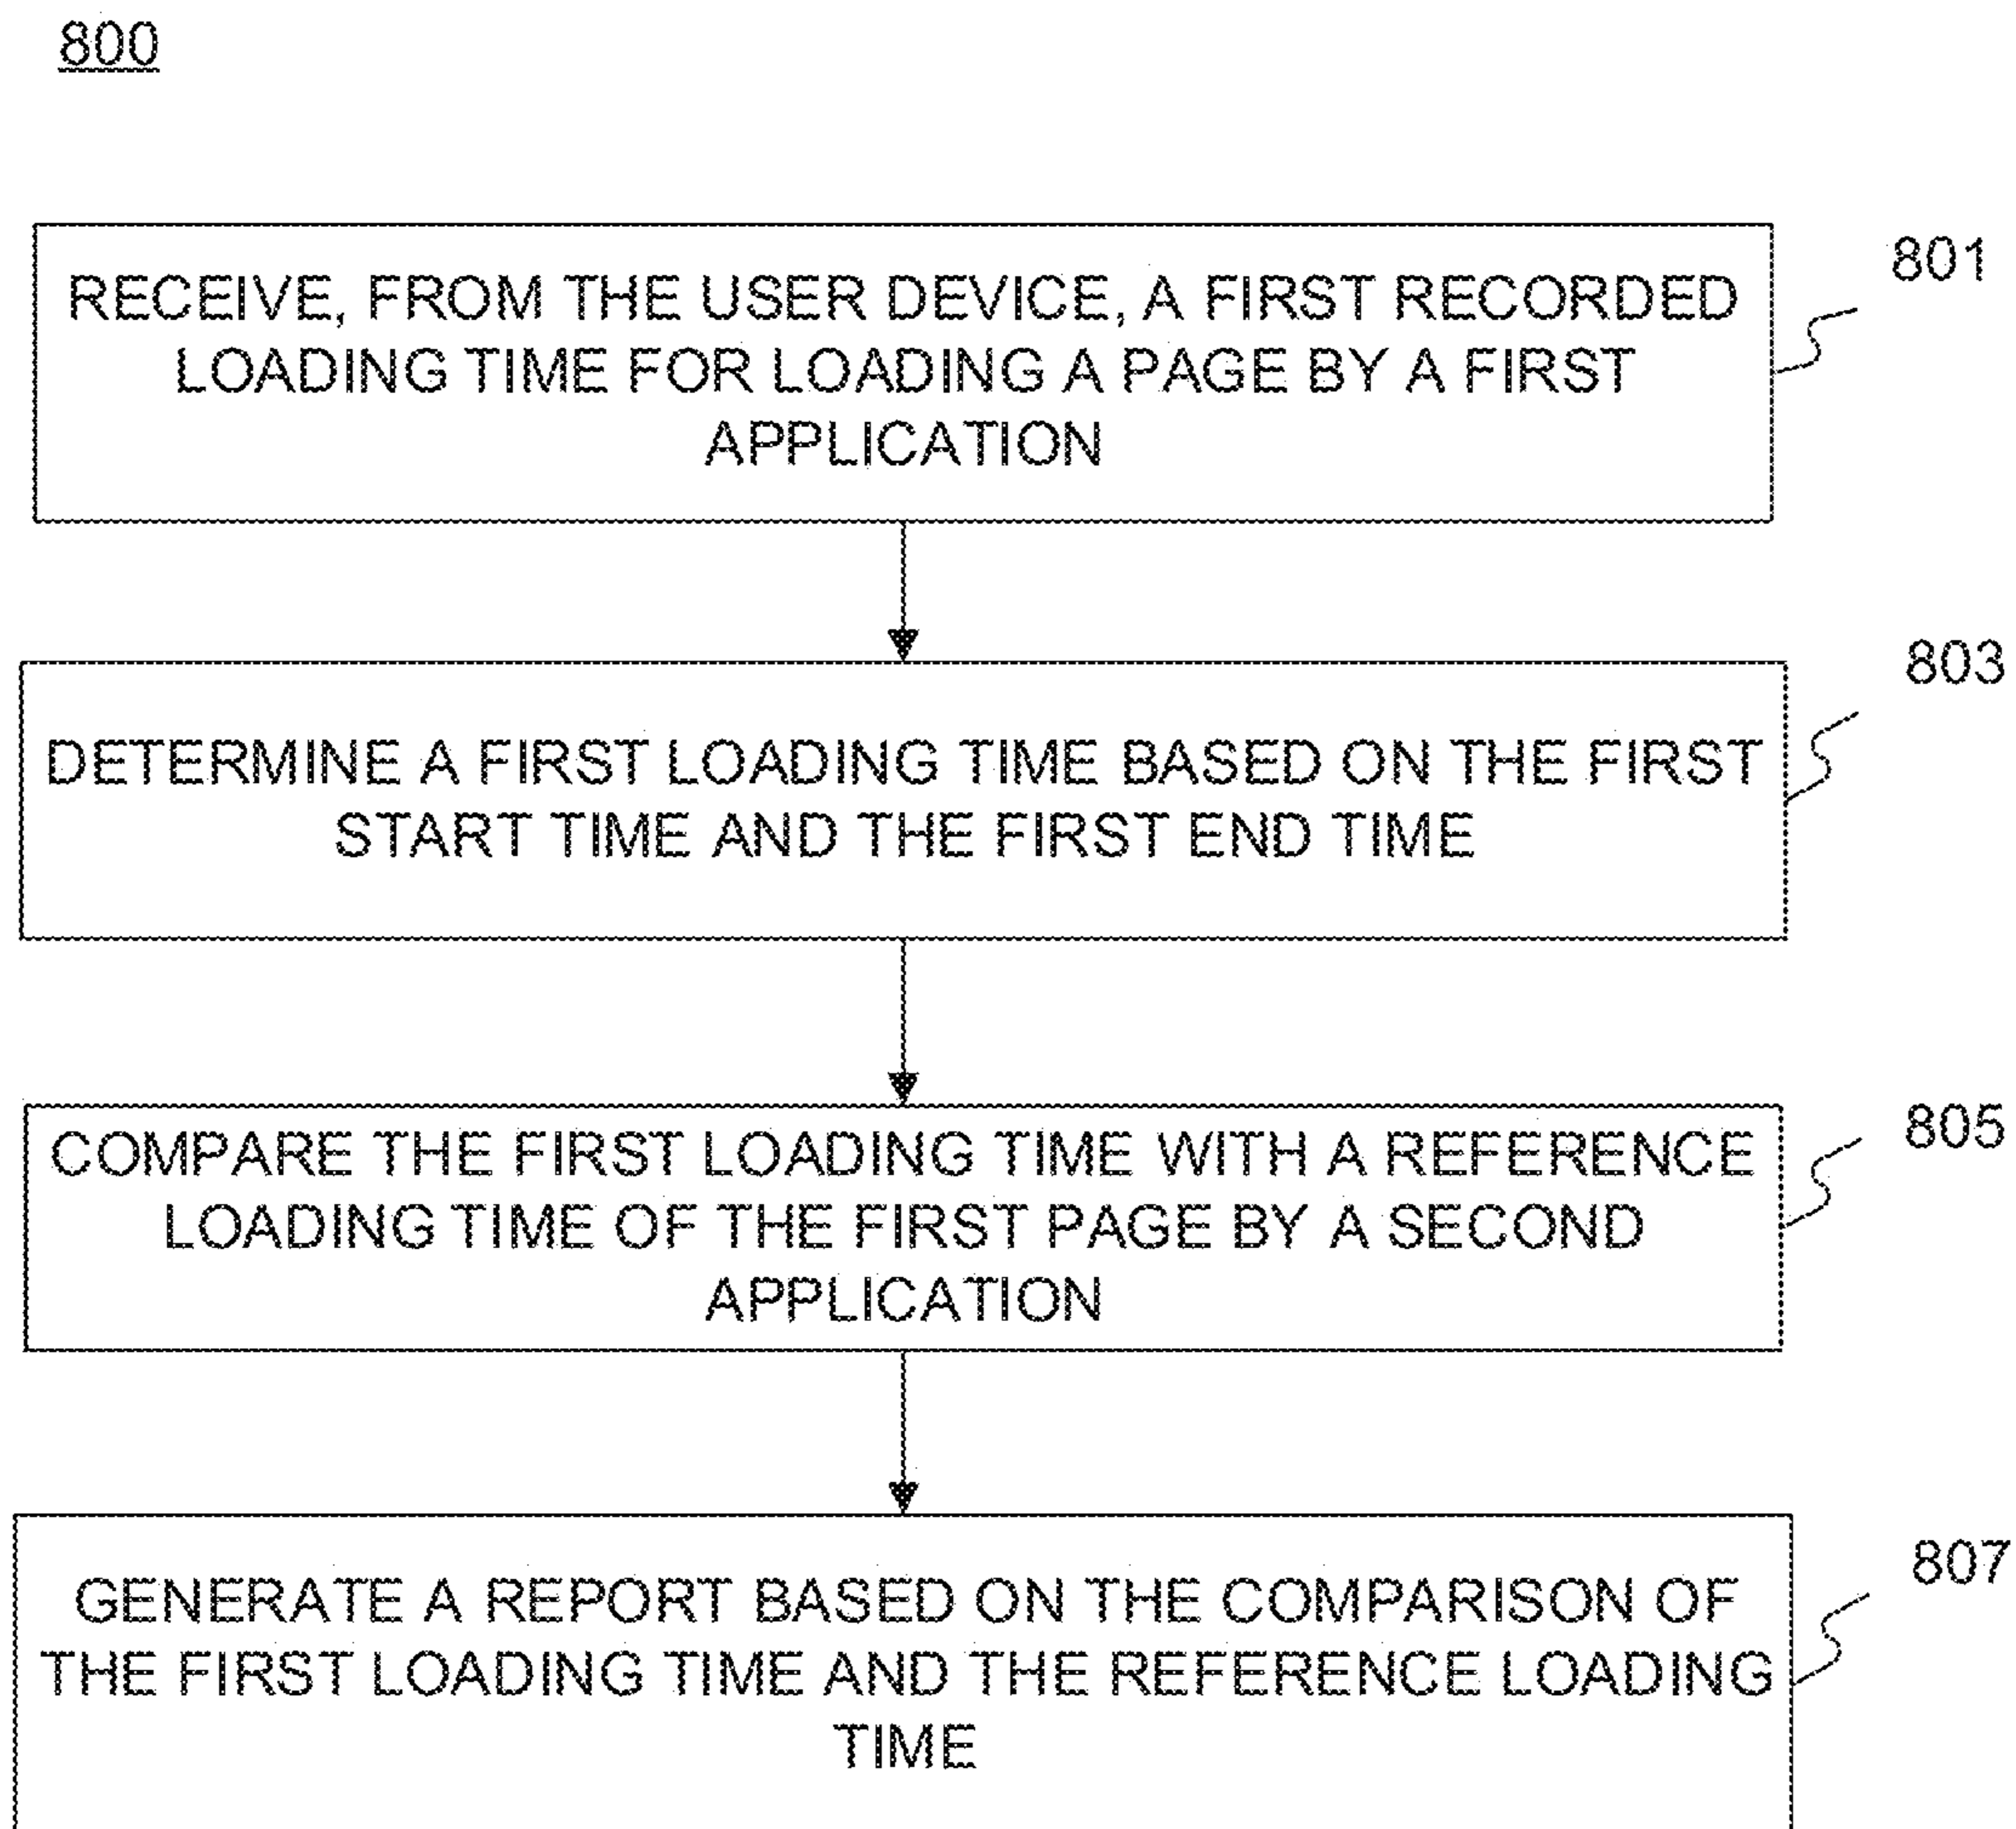 800
801
RECEIVE, FROM THE USER DEVICE, A FIRST RECORDED
LOADING TIME FOR LOADING A PAGE BY A FIRST
APPLICATION
803
DETERMINE A FIRST LOADING TIME BASED ON THE FIRST
START TIME AND THE FIRST END TIME
805
COMPARE THE FIRST LOADING TIME WITH A REFERENCE
LOADING TIME OF THE FIRST PAGE BY A SECOND
APPLICATION
807
GENERATE A REPORT BASED ON THE COMPARISON OF
THE FIRST LOADING TIME AND THE REFERENCE LOADING
TIME